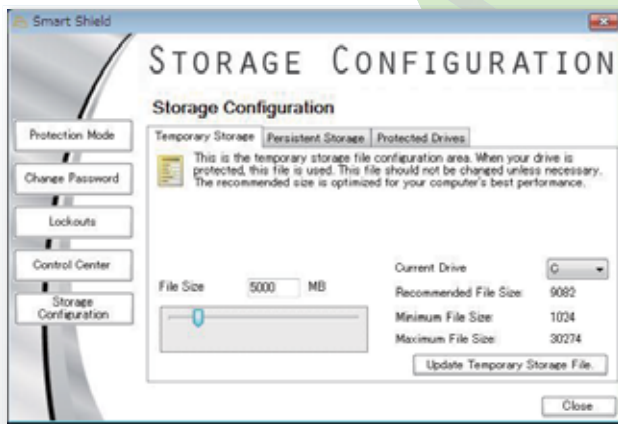 Smart Shield
STORAGE CONFIGURATION
Storage Configuration
Protection Mode
Change Password
Lockouts
Control Center
Storage
Configuration
Temporary Storage Persistent Storage Protected Drives
This is the temporary storage file configuration area. When your drive is
protected, this file is used. This file should not be changed unless necessary.
The recommended size is optimized for your computer's best performance.
File Size 5000 MB
Current Drive C
Recommended File Size: 9082
Minimum File Size: 1024
Maximum File Size: 30274
Update Temporary Storage File.
Close